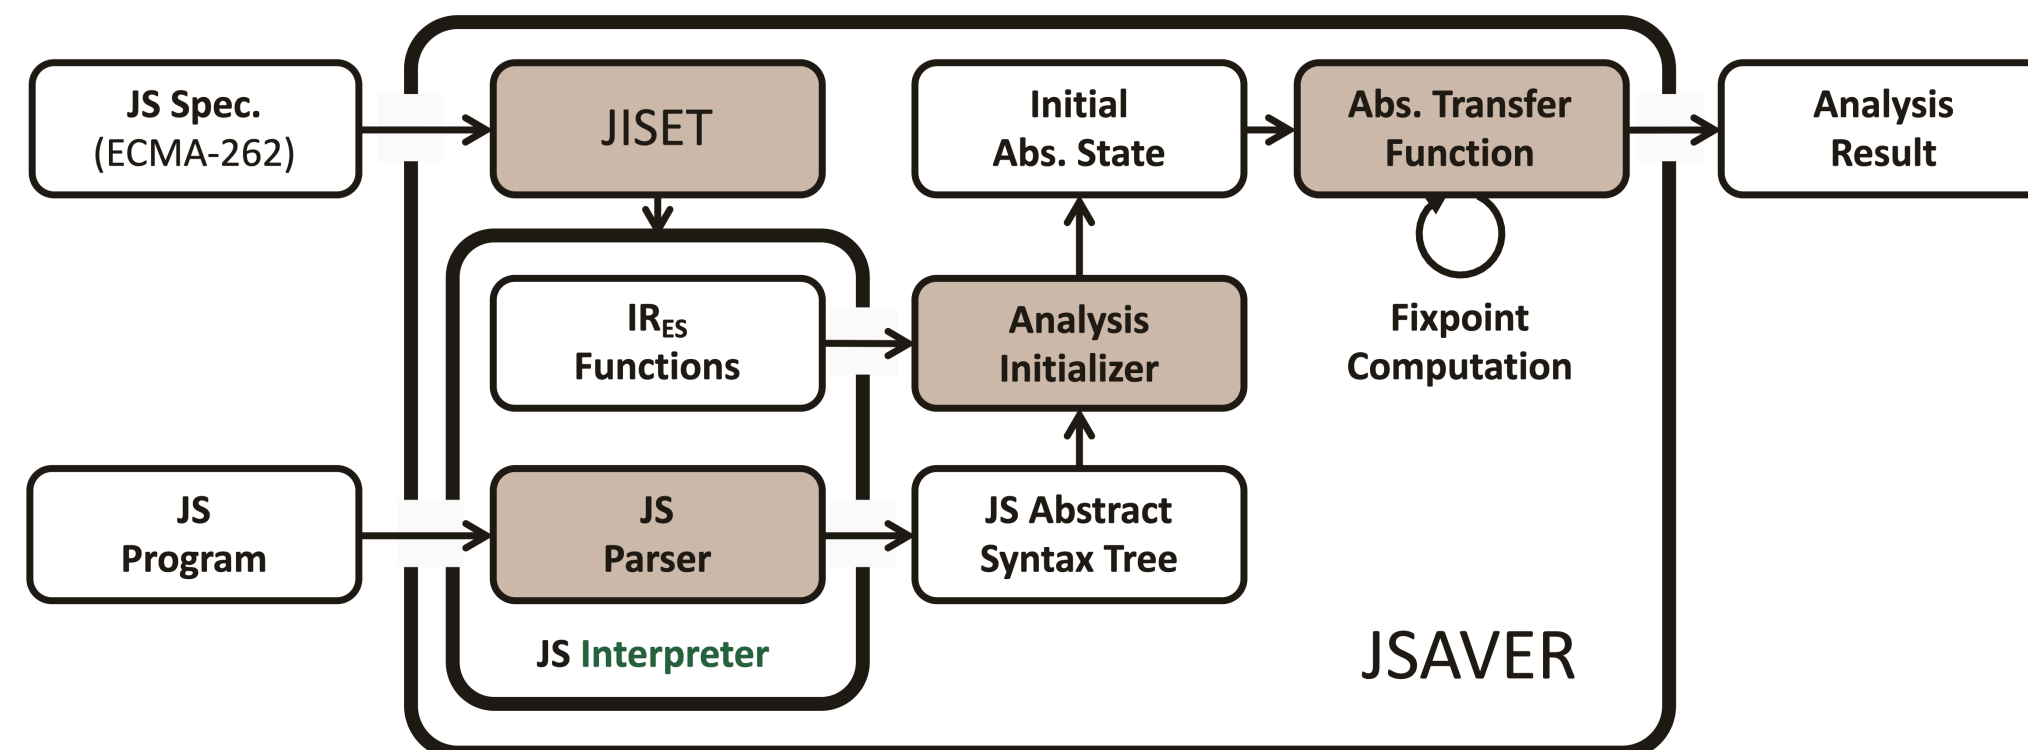 JS Spec.
(ECMA-262)
JISET
Initial
Abs. State
Abs. Transfer
Function
Analysis
Result
IRES
Functions
Analysis
Initializer
Fixpoint
Computation
JS
Program
JS
Parser
JS Abstract
Syntax Tree
JS Interpreter
JSAVER